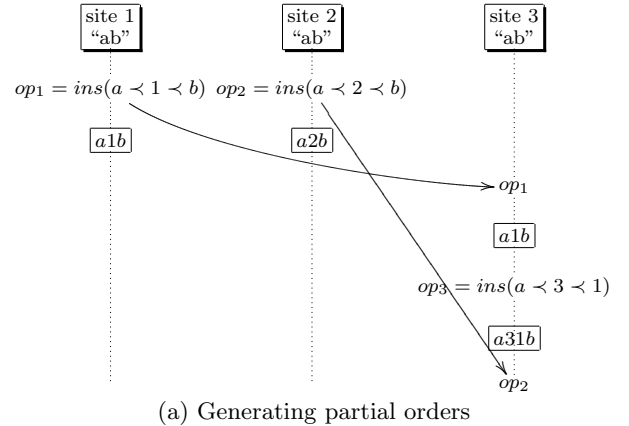 site 1 site 2 site 3
“ab” “ab” “ab”
op₁ = ins(a ≺ 1 ≺ b) op₂ = ins(a ≺ 2 ≺ b)
a1b a2b
op₁
a1b
op₃ = ins(a ≺ 3 ≺ 1)
a31b
op₂
(a) Generating partial orders